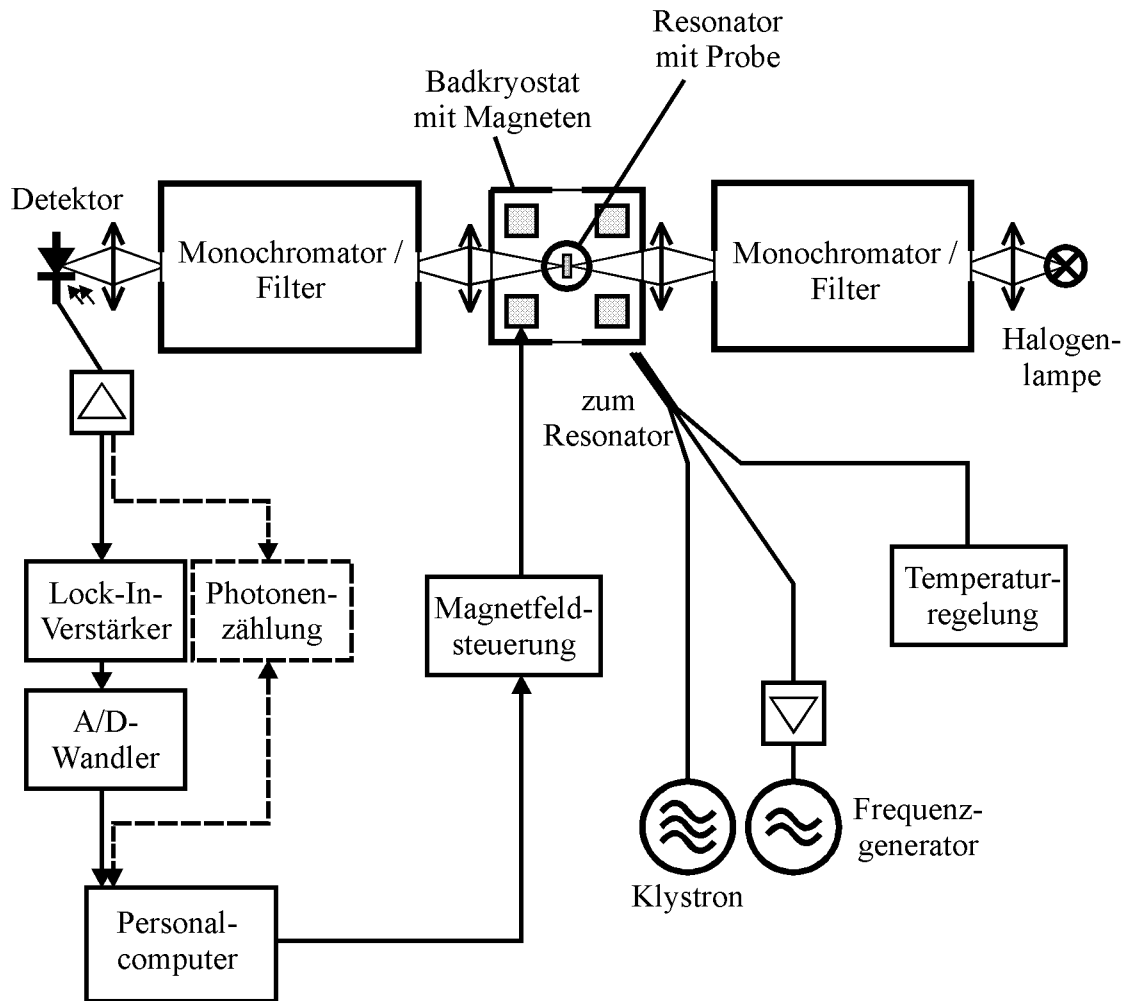 Resonator
mit Probe
Badkryostat
mit Magneten
Detektor
Monochromator /
Filter
Monochromator /
Filter
Halogen-
lampe
zum
Resonator
Lock-In-
Verstärker
Photonen-
zählung
Magnetfeld-
steuerung
Temperatur-
regelung
A/D-
Wandler
Frequenz-
generator
Klystron
Personal-
computer